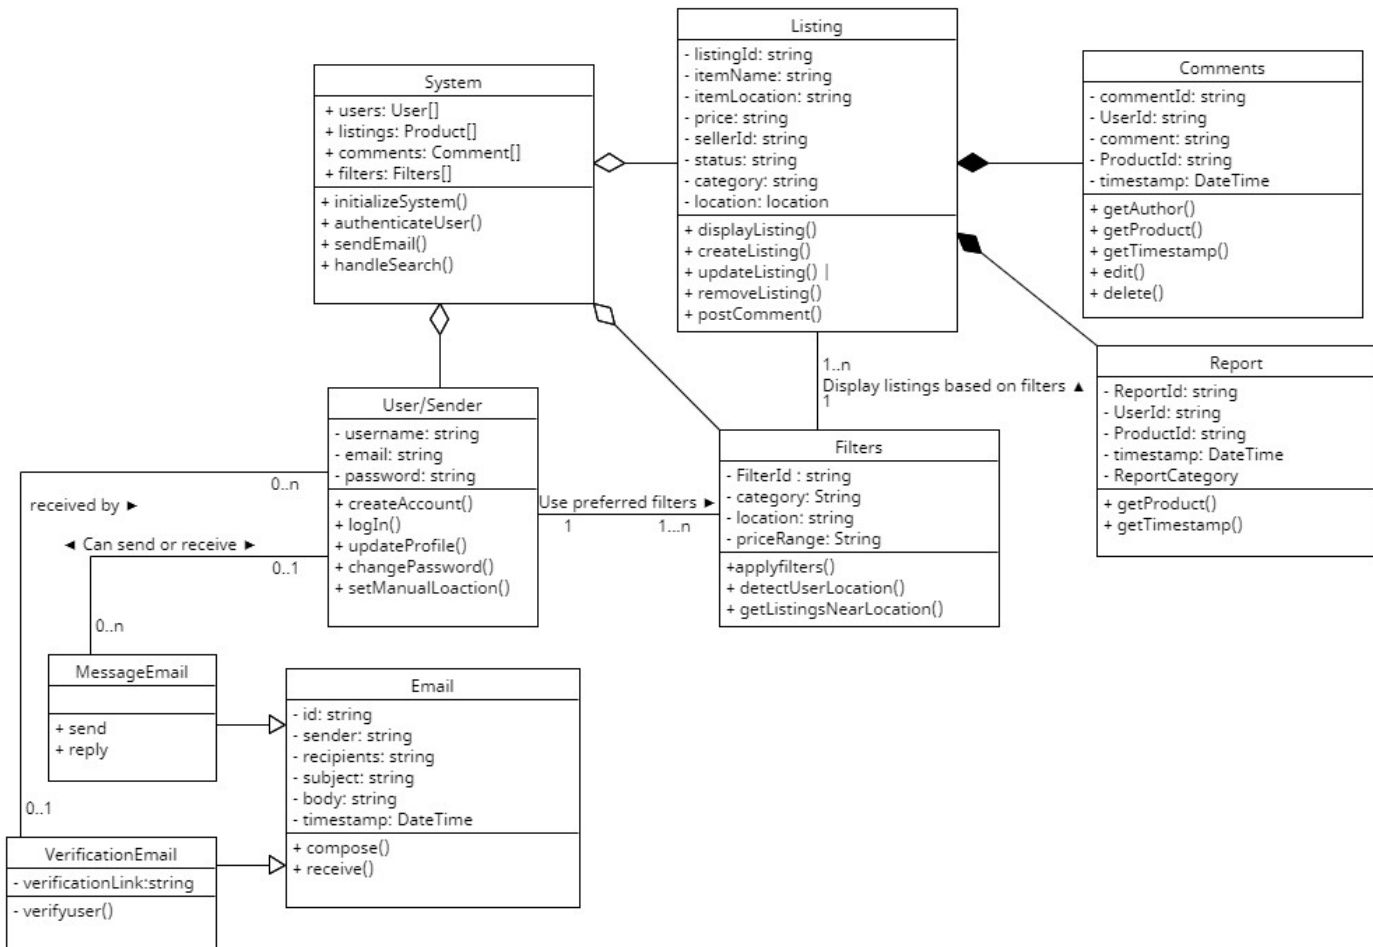 Listing
- listingId: string
- itemName: string
- itemLocation: string
- price: string
- sellerId: string
- status: string
- category: string
- location: location
+ displayListing()
+ createListing()
+ updateListing() |
+ removeListing()
+ postComment()
System
+ users: User[]
+ listings: Product[]
+ comments: Comment[]
+ filters: Filters[]
+ initializeSystem()
+ authenticateUser()
+ sendEmail()
+ handleSearch()
Comments
- commentId: string
- UserId: string
- comment: string
- ProductId: string
- timestamp: DateTime
+ getAuthor()
+ getProduct()
+ getTimestamp()
+ edit()
+ delete()
1..n
Display listings based on filters ▲
1
Report
- ReportId: string
- UserId: string
- ProductId: string
- timestamp: DateTime
- ReportCategory
+ getProduct()
+ getTimestamp()
User/Sender
- username: string
- email: string
- password: string
+ createAccount()
+ logIn()
+ updateProfile()
+ changePassword()
+ setManualLoaction()
Use preferred filters ►
1
1...n
Filters
- FilterId : string
- category: String
- location: string
- priceRange: String
+applyfilters()
+ detectUserLocation()
+ getListingsNearLocation()
0..n
received by ►
◄ Can send or receive ►
0..1
0..n
MessageEmail
+ send
+ reply
Email
- id: string
- sender: string
- recipients: string
- subject: string
- body: string
- timestamp: DateTime
+ compose()
+ receive()
0..1
VerificationEmail
- verificationLink:string
- verifyuser()